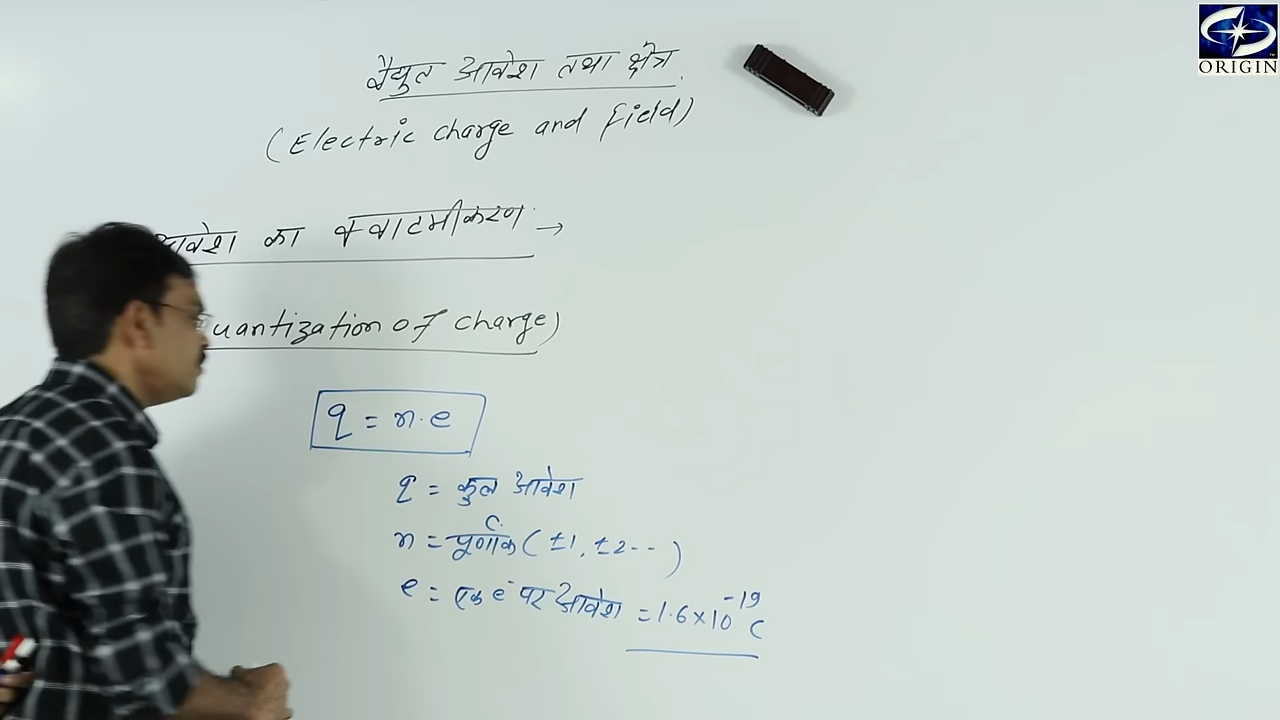 वैद्युत आवेश तथा क्षेत्र
(Electric charge and field)
आवेश का क्वाटमीकरण →
uantization of charge)
q = n.e
q = कुल आवेश
n = पूर्णांक ( ±1, ±2-- )
e = एक e⁻ पर आवेश = 1.6×10⁻¹⁹ C
ORIGIN